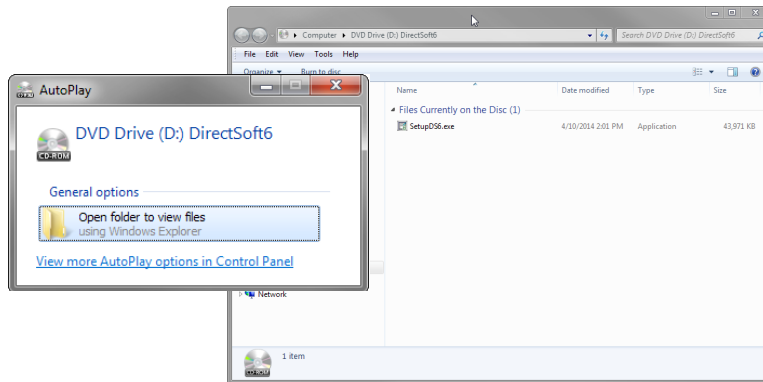 Computer ▸ DVD Drive (D:) DirectSoft6
Search DVD Drive (D:) DirectSoft6
File Edit View Tools Help
Organize Burn to disc
Name Date modified Type Size
Files Currently on the Disc (1)
SetupDS6.exe 4/10/2014 2:01 PM Application 43,971 KB
Network
1 item
CD-ROM
AutoPlay
DVD Drive (D:) DirectSoft6
CD-ROM
General options
Open folder to view files
using Windows Explorer
View more AutoPlay options in Control Panel